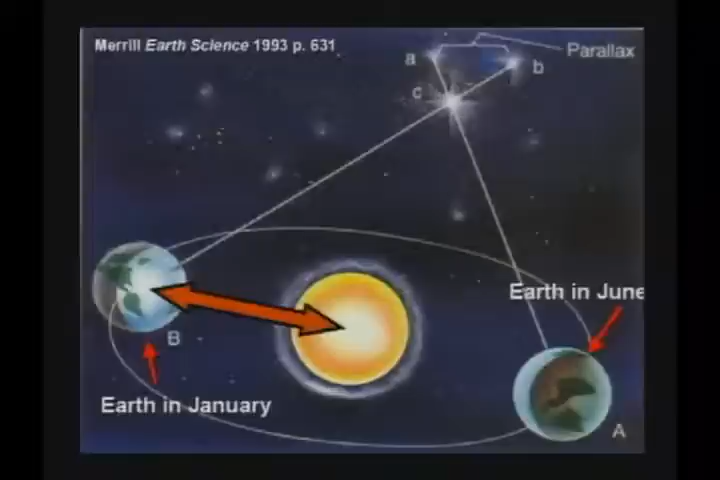 Merrill Earth Science 1993 p. 631
Parallax
a
b
c
Earth in June
B
Earth in January
A